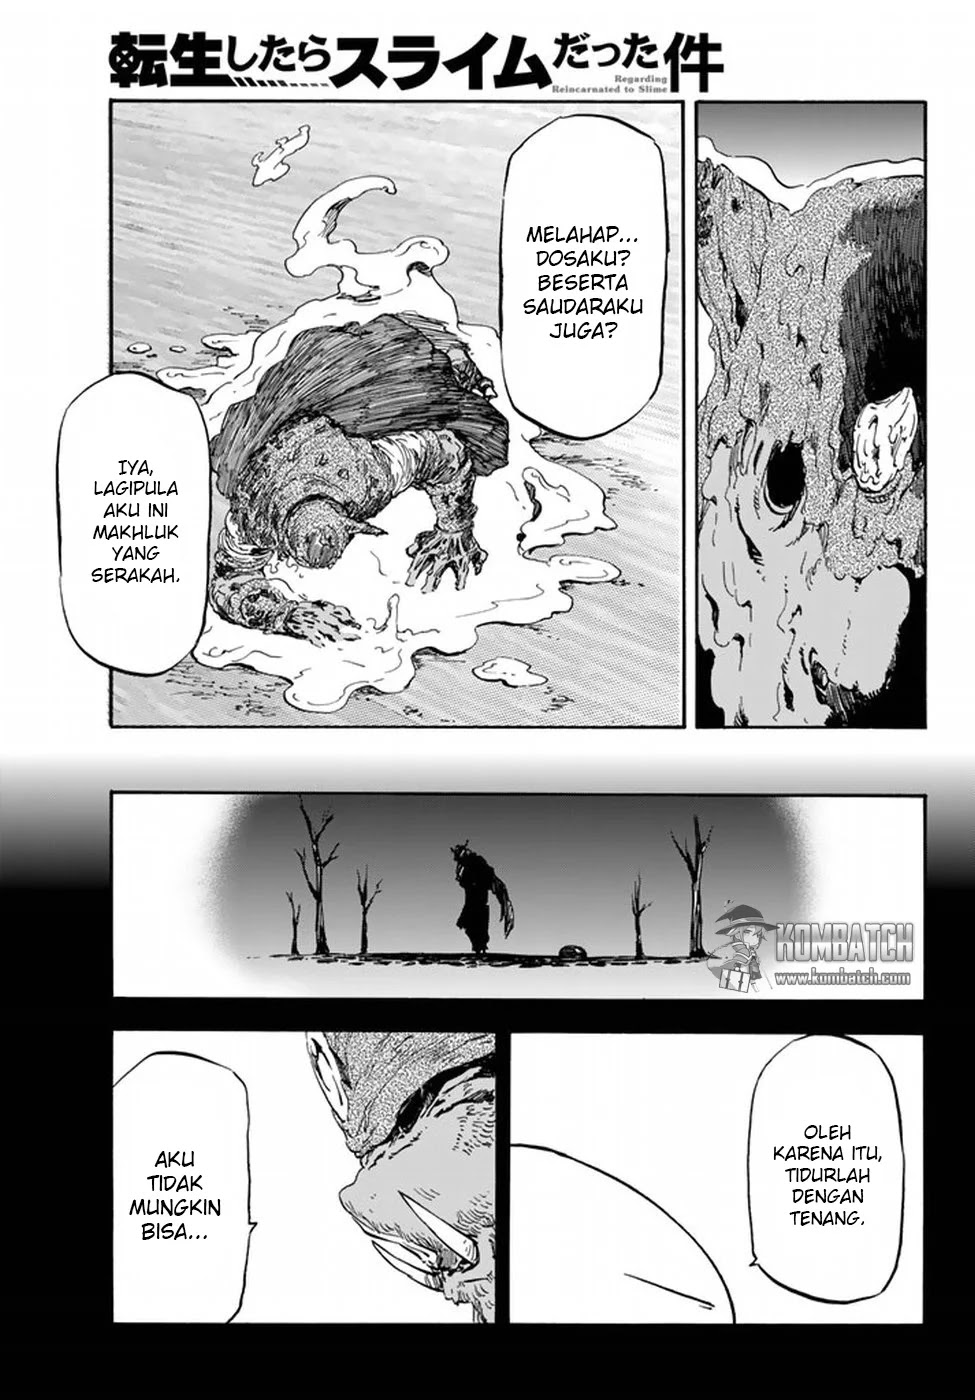 転生したらスライムだった件
Regarding
Reincarnated to Slime
MELAHAP...
DOSAKU?
BESERTA
SAUDARAKU
JUGA?
IYA,
LAGIPULA
AKU INI
MAKHLUK
YANG
SERAKAH.
KOMBATCH
www.kombatch.com
OLEH
KARENA ITU,
TIDURLAH
DENGAN
TENANG.
AKU
TIDAK
MUNGKIN
BISA...